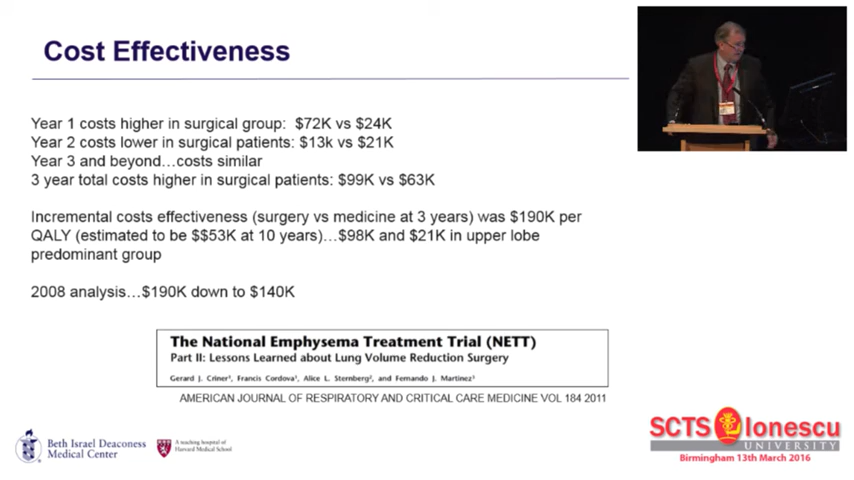 Cost Effectiveness
Year 1 costs higher in surgical group: $72K vs $24K
Year 2 costs lower in surgical patients: $13k vs $21K
Year 3 and beyond…costs similar
3 year total costs higher in surgical patients: $99K vs $63K
Incremental costs effectiveness (surgery vs medicine at 3 years) was $190K per
QALY (estimated to be $$53K at 10 years)…$98K and $21K in upper lobe
predominant group
2008 analysis…$190K down to $140K
The National Emphysema Treatment Trial (NETT)
Part II: Lessons Learned about Lung Volume Reduction Surgery
Gerard J. Criner¹, Francis Cordova¹, Alice L. Sternberg², and Fernando J. Martinez³
AMERICAN JOURNAL OF RESPIRATORY AND CRITICAL CARE MEDICINE VOL 184 2011
Beth Israel Deaconess
Medical Center
A teaching hospital of
Harvard Medical School
SCTS Ionescu
UNIVERSITY
Birmingham 13th March 2016